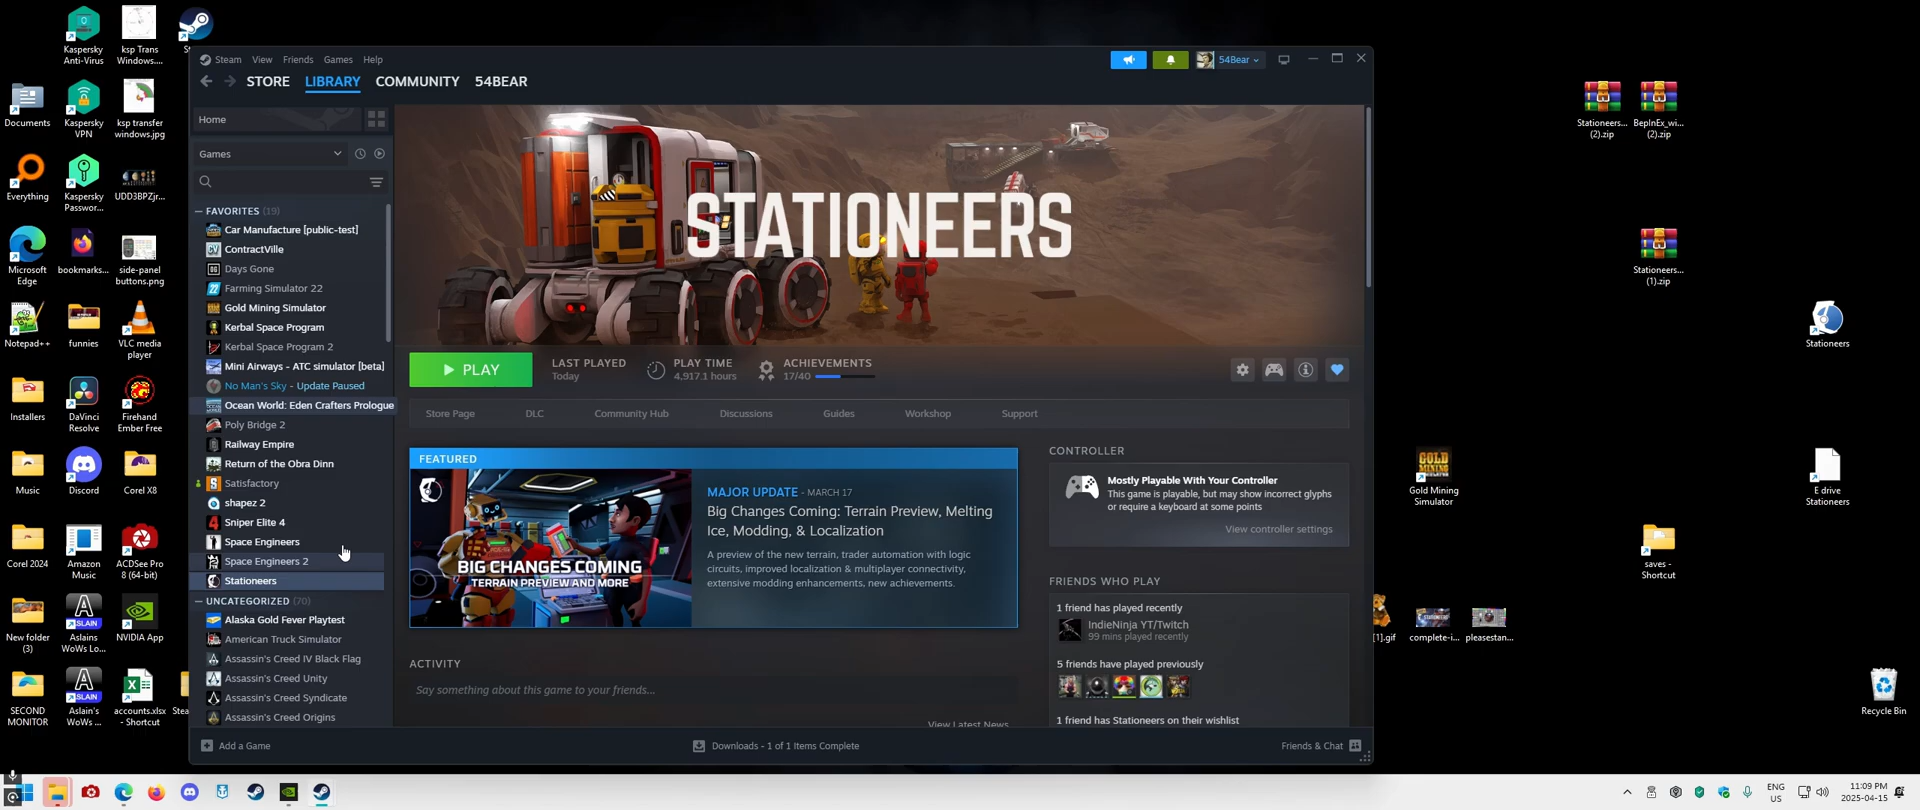 Kaspersky
Anti-Virus
ksp Trans
Windows....
Documents
Kaspersky
VPN
ksp transfer
windows.jpg
Everything
Kaspersky
Passwor...
UDD3BPZjr...
Microsoft
Edge
bookmarks...
side-panel
buttons.png
Notepad++
funnies
VLC media
player
Installers
DaVinci
Resolve
Firehand
Ember Free
Music
Discord
Corel X8
Corel 2024
Amazon
Music
ACDSee Pro
8 (64-bit)
New folder
(3)
Aslains
WoWs Lo...
NVIDIA App
SECOND
MONITOR
Aslain's
WoWs ...
accounts.xlsx
- Shortcut
Steam View Friends Games Help
54Bear
STORE LIBRARY COMMUNITY 54BEAR
Home
Games
FAVORITES (19)
Car Manufacture [public-test]
ContractVille
Days Gone
Farming Simulator 22
Gold Mining Simulator
Kerbal Space Program
Kerbal Space Program 2
Mini Airways - ATC simulator [beta]
No Man's Sky - Update Paused
Ocean World: Eden Crafters Prologue
Poly Bridge 2
Railway Empire
Return of the Obra Dinn
Satisfactory
shapez 2
Sniper Elite 4
Space Engineers
Space Engineers 2
Stationeers
UNCATEGORIZED (70)
Alaska Gold Fever Playtest
American Truck Simulator
Assassin's Creed IV Black Flag
Assassin's Creed Unity
Assassin's Creed Syndicate
Assassin's Creed Origins
Add a Game
STATIONEERS
PLAY
LAST PLAYED
Today
PLAY TIME
4,917.1 hours
ACHIEVEMENTS
17/40
Store Page DLC Community Hub Discussions Guides Workshop Support
FEATURED
BIG CHANGES COMING
TERRAIN PREVIEW AND MORE
MAJOR UPDATE - MARCH 17
Big Changes Coming: Terrain Preview, Melting
Ice, Modding, & Localization
A preview of the new terrain, trader automation with logic
circuits, improved localization & multiplayer connectivity,
extensive modding enhancements, new achievements.
ACTIVITY
Say something about this game to your friends...
View Latest News
CONTROLLER
Mostly Playable With Your Controller
This game is playable, but may show incorrect glyphs
or require a keyboard at some points
View controller settings
FRIENDS WHO PLAY
1 friend has played recently
IndieNinja YT/Twitch
99 mins played recently
5 friends have played previously
1 friend has Stationeers on their wishlist
Downloads - 1 of 1 Items Complete
Friends & Chat
Stationeers...
(2).zip
BepInEx_wi...
(2).zip
Stationeers...
(1).zip
Stationeers
GOLD
MINING
Gold Mining
Simulator
E drive
Stationeers
saves -
Shortcut
[1].gif
complete-i...
pleasestan...
Recycle Bin
ENG
US
11:09 PM
2025-04-15